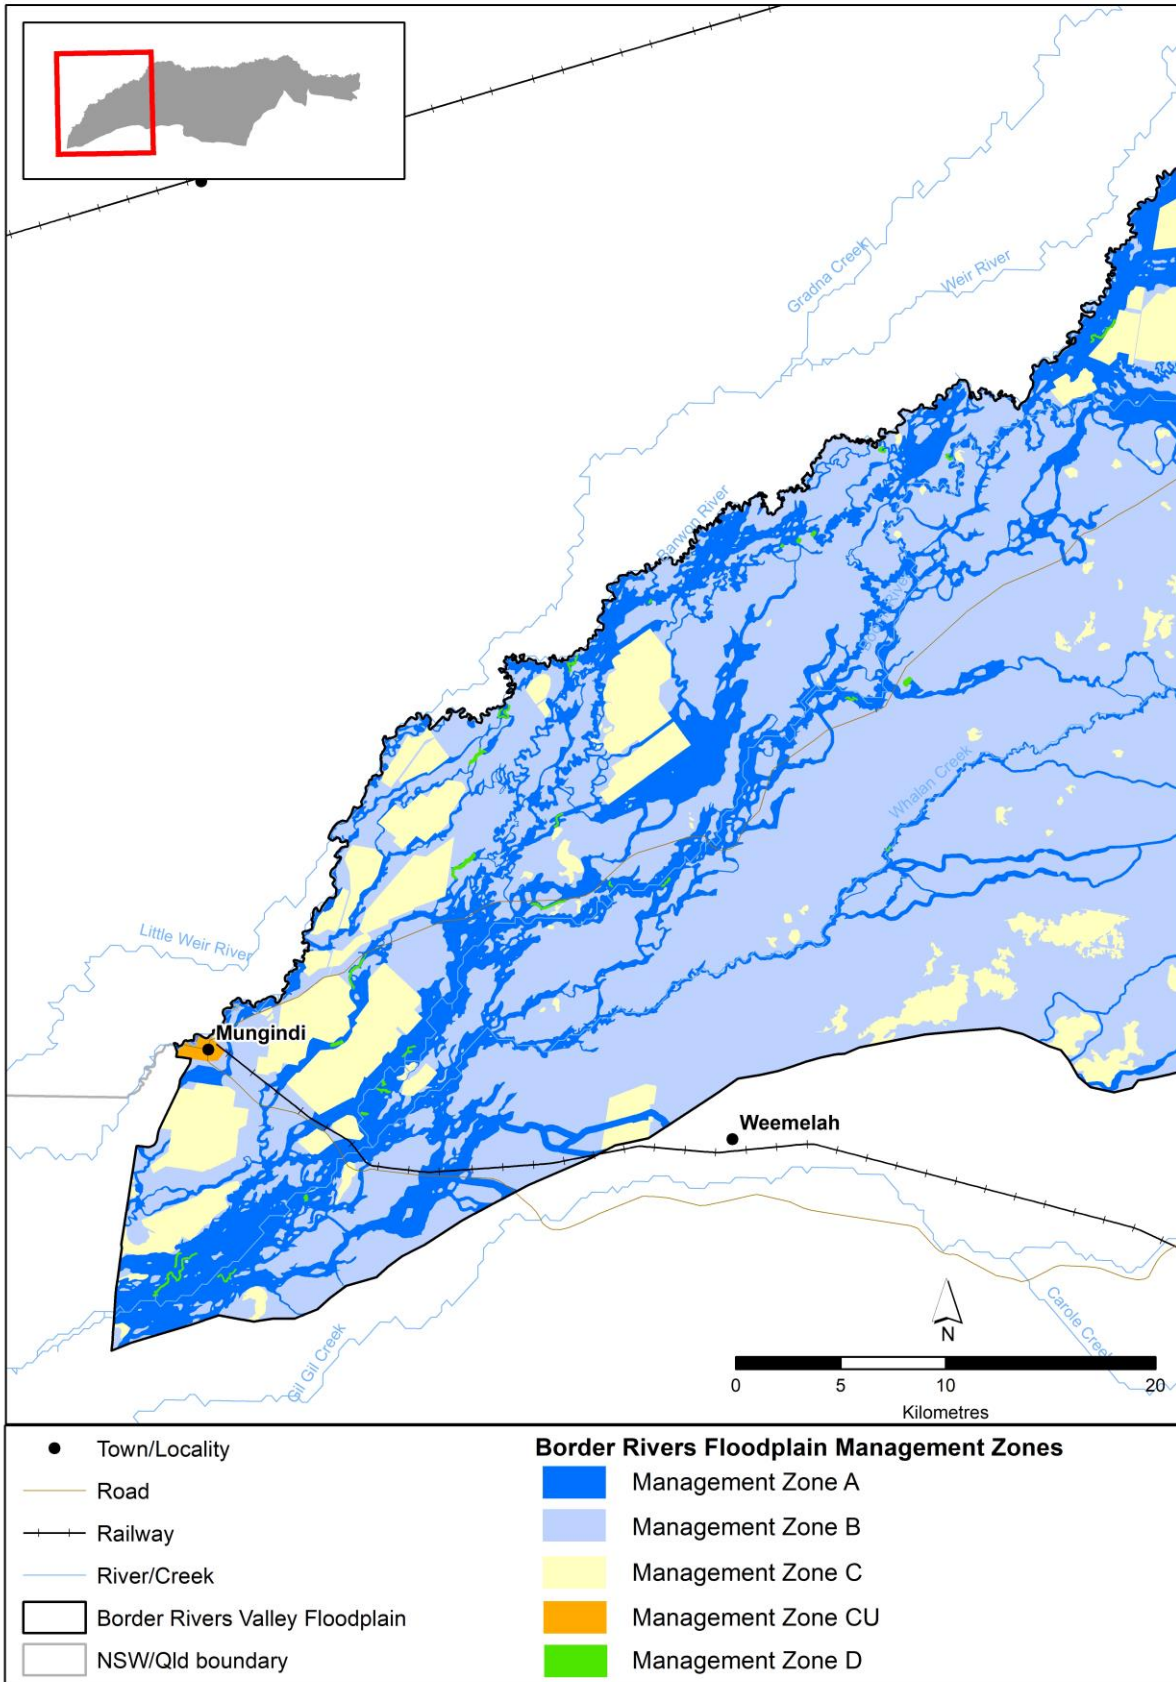 Gradna Creek
Weir River
Barwon River
Whalan Creek
Little Weir River
Mungindi
Weemelah
N
Gil Gil Creek
Carole Creek
0
5
10
20
Kilometres
Town/Locality
Road
Railway
River/Creek
Border Rivers Valley Floodplain
NSW/Qld boundary
Border Rivers Floodplain Management Zones
Management Zone A
Management Zone B
Management Zone C
Management Zone CU
Management Zone D